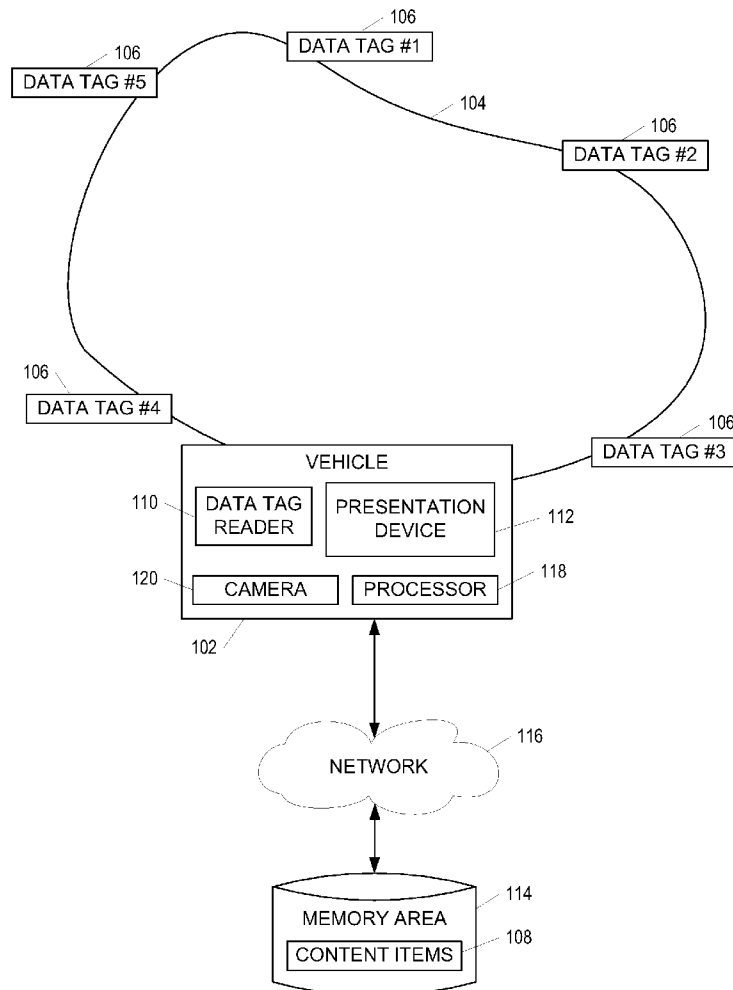 106
DATA TAG #1
106
DATA TAG #5
104
106
DATA TAG #2
106
DATA TAG #4
106
DATA TAG #3
VEHICLE
110
DATA TAG
READER
PRESENTATION
DEVICE
112
120
CAMERA
PROCESSOR
118
102
NETWORK
116
MEMORY AREA
114
CONTENT ITEMS
108